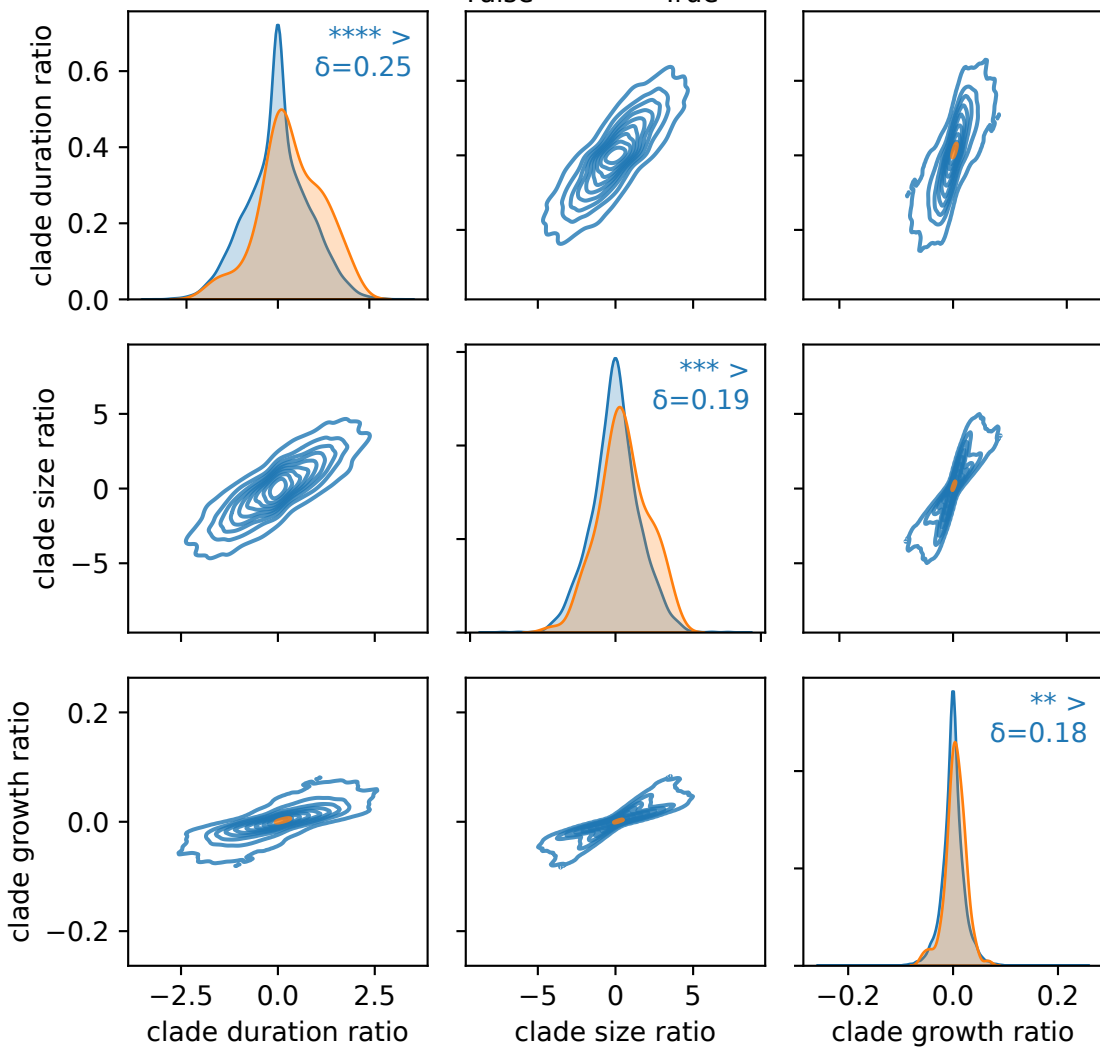 clade duration ratio
0.6
0.4
0.2
0.0
**** >
δ=0.25
clade size ratio
5
0
−5
*** >
δ=0.19
clade growth ratio
0.2
0.0
−0.2
** >
δ=0.18
−2.5 0.0 2.5
−5 0 5
−0.2 0.0 0.2
clade duration ratio
clade size ratio
clade growth ratio